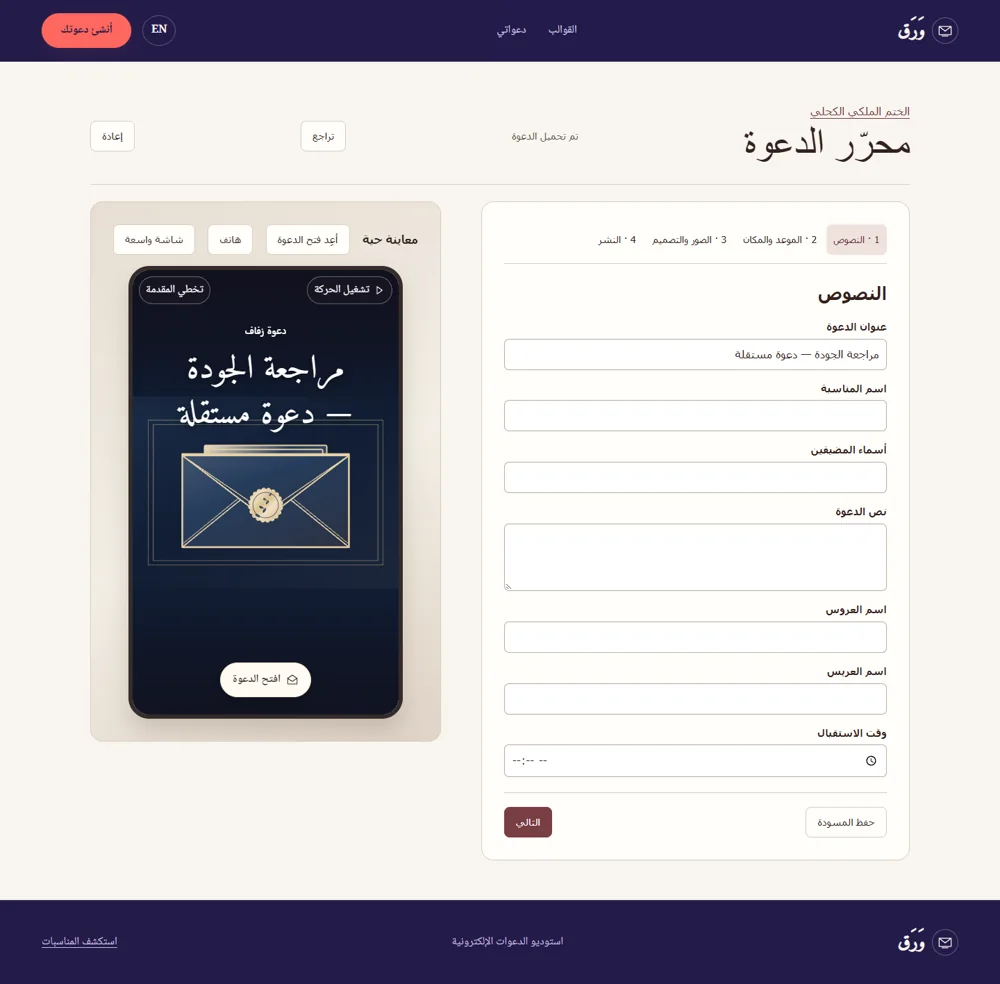 وَرَق
القوالب
دعواتي
EN
أنشئ دعوتك
الختم الملكي الكحلي
محرّر الدعوة
تم تحميل الدعوة
تراجع
إعادة
1 · النصوص
2 · الموعد والمكان
3 · الصور والتصميم
4 · النشر
النصوص
عنوان الدعوة
مراجعة الجودة — دعوة مستقلة
اسم المناسبة
أسماء المضيفين
نص الدعوة
اسم العروس
اسم العريس
وقت الاستقبال
--:-- --
حفظ المسودة
التالي
معاينة حية
أعِد فتح الدعوة
هاتف
شاشة واسعة
تشغيل الحركة
تخطي المقدمة
دعوة زفاف
مراجعة الجودة
— دعوة مستقلة
افتح الدعوة
وَرَق
استوديو الدعوات الإلكترونية
استكشف المناسبات